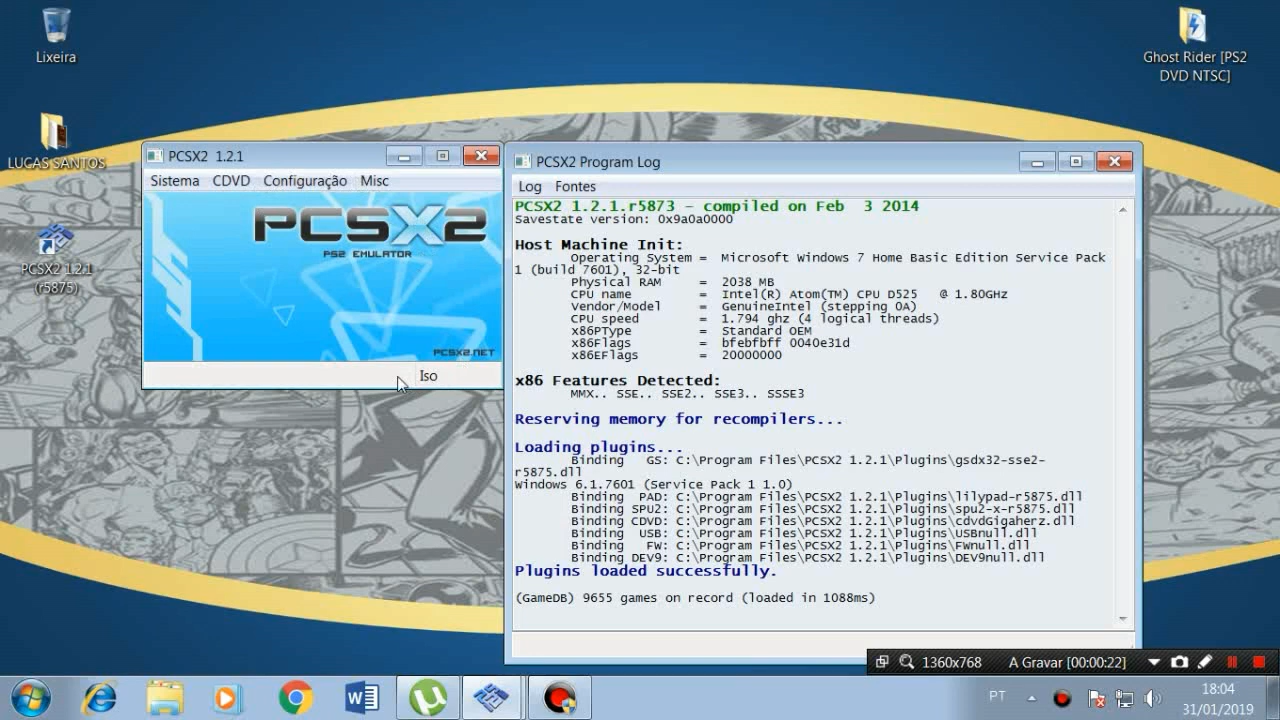 Lixeira
LUCAS SANTOS
PCSX2 1.2.1
(r5875)
Ghost Rider [PS2
DVD NTSC]
PCSX2 1.2.1
Sistema CDVD Configuração Misc
PCSX2
PS2 EMULATOR
PCSX2.NET
Iso
PCSX2 Program Log
Log Fontes
PCSX2 1.2.1.r5873 - compiled on Feb 3 2014
Savestate version: 0x9a0a0000
Host Machine Init:
Operating System = Microsoft Windows 7 Home Basic Edition Service Pack
1 (build 7601), 32-bit
Physical RAM = 2038 MB
CPU name = Intel(R) Atom(TM) CPU D525 @ 1.80GHz
Vendor/Model = GenuineIntel (stepping 0A)
CPU speed = 1.794 ghz (4 logical threads)
x86PType = Standard OEM
x86Flags = bfebfbff 0040e31d
x86EFlags = 20000000
x86 Features Detected:
MMX.. SSE.. SSE2.. SSE3.. SSSE3
Reserving memory for recompilers...
Loading plugins...
Binding GS: C:\Program Files\PCSX2 1.2.1\Plugins\gsdx32-sse2-
r5875.dll
Windows 6.1.7601 (Service Pack 1 1.0)
Binding PAD: C:\Program Files\PCSX2 1.2.1\Plugins\lilypad-r5875.dll
Binding SPU2: C:\Program Files\PCSX2 1.2.1\Plugins\spu2-x-r5875.dll
Binding CDVD: C:\Program Files\PCSX2 1.2.1\Plugins\cdvdGigaherz.dll
Binding USB: C:\Program Files\PCSX2 1.2.1\Plugins\USBnull.dll
Binding FW: C:\Program Files\PCSX2 1.2.1\Plugins\FWnull.dll
Binding DEV9: C:\Program Files\PCSX2 1.2.1\Plugins\DEV9null.dll
Plugins loaded successfully.
(GameDB) 9655 games on record (loaded in 1088ms)
1360x768 A Gravar [00:00:22]
PT
18:04
31/01/2019